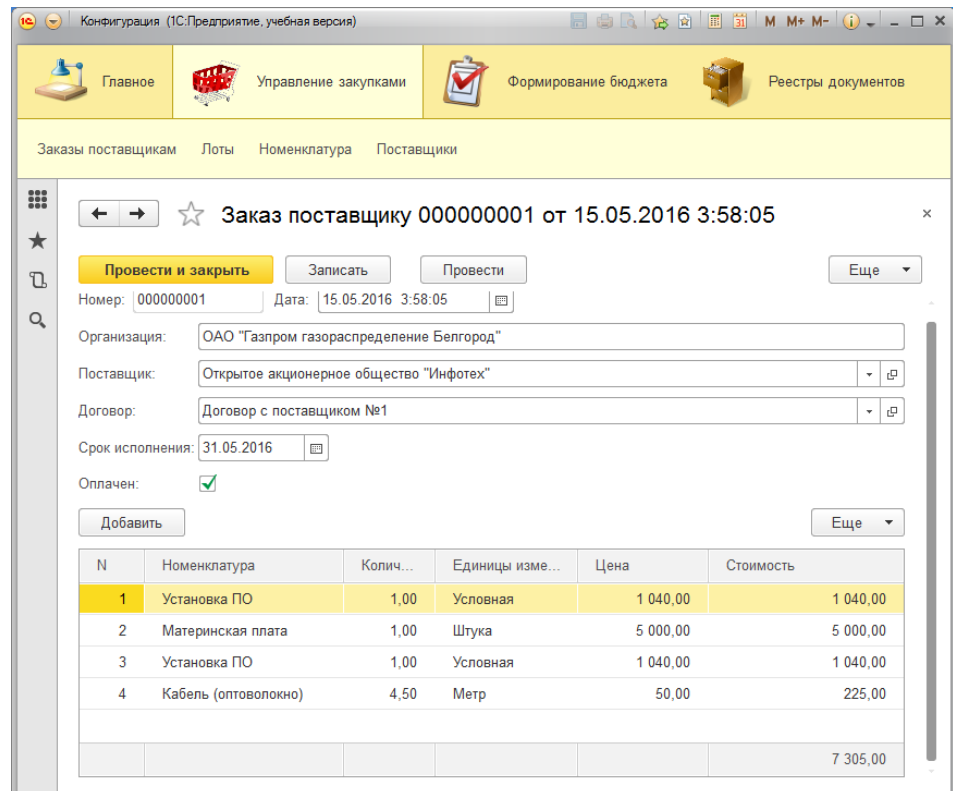 1С Конфигурация (1С:Предприятие, учебная версия) 31 M M+ M-
Главное Управление закупками Формирование бюджета Реестры документов
Заказы поставщикам Лоты Номенклатура Поставщики
Заказ поставщику 000000001 от 15.05.2016 3:58:05
Провести и закрыть Записать Провести Еще
Номер: 000000001 Дата: 15.05.2016 3:58:05
Организация: ОАО "Газпром газораспределение Белгород"
Поставщик: Открытое акционерное общество "Инфотех"
Договор: Договор с поставщиком №1
Срок исполнения: 31.05.2016
Оплачен:
Добавить Еще
N Номенклатура Колич... Единицы изме... Цена Стоимость
1 Установка ПО 1,00 Условная 1 040,00 1 040,00
2 Материнская плата 1,00 Штука 5 000,00 5 000,00
3 Установка ПО 1,00 Условная 1 040,00 1 040,00
4 Кабель (оптоволокно) 4,50 Метр 50,00 225,00
7 305,00